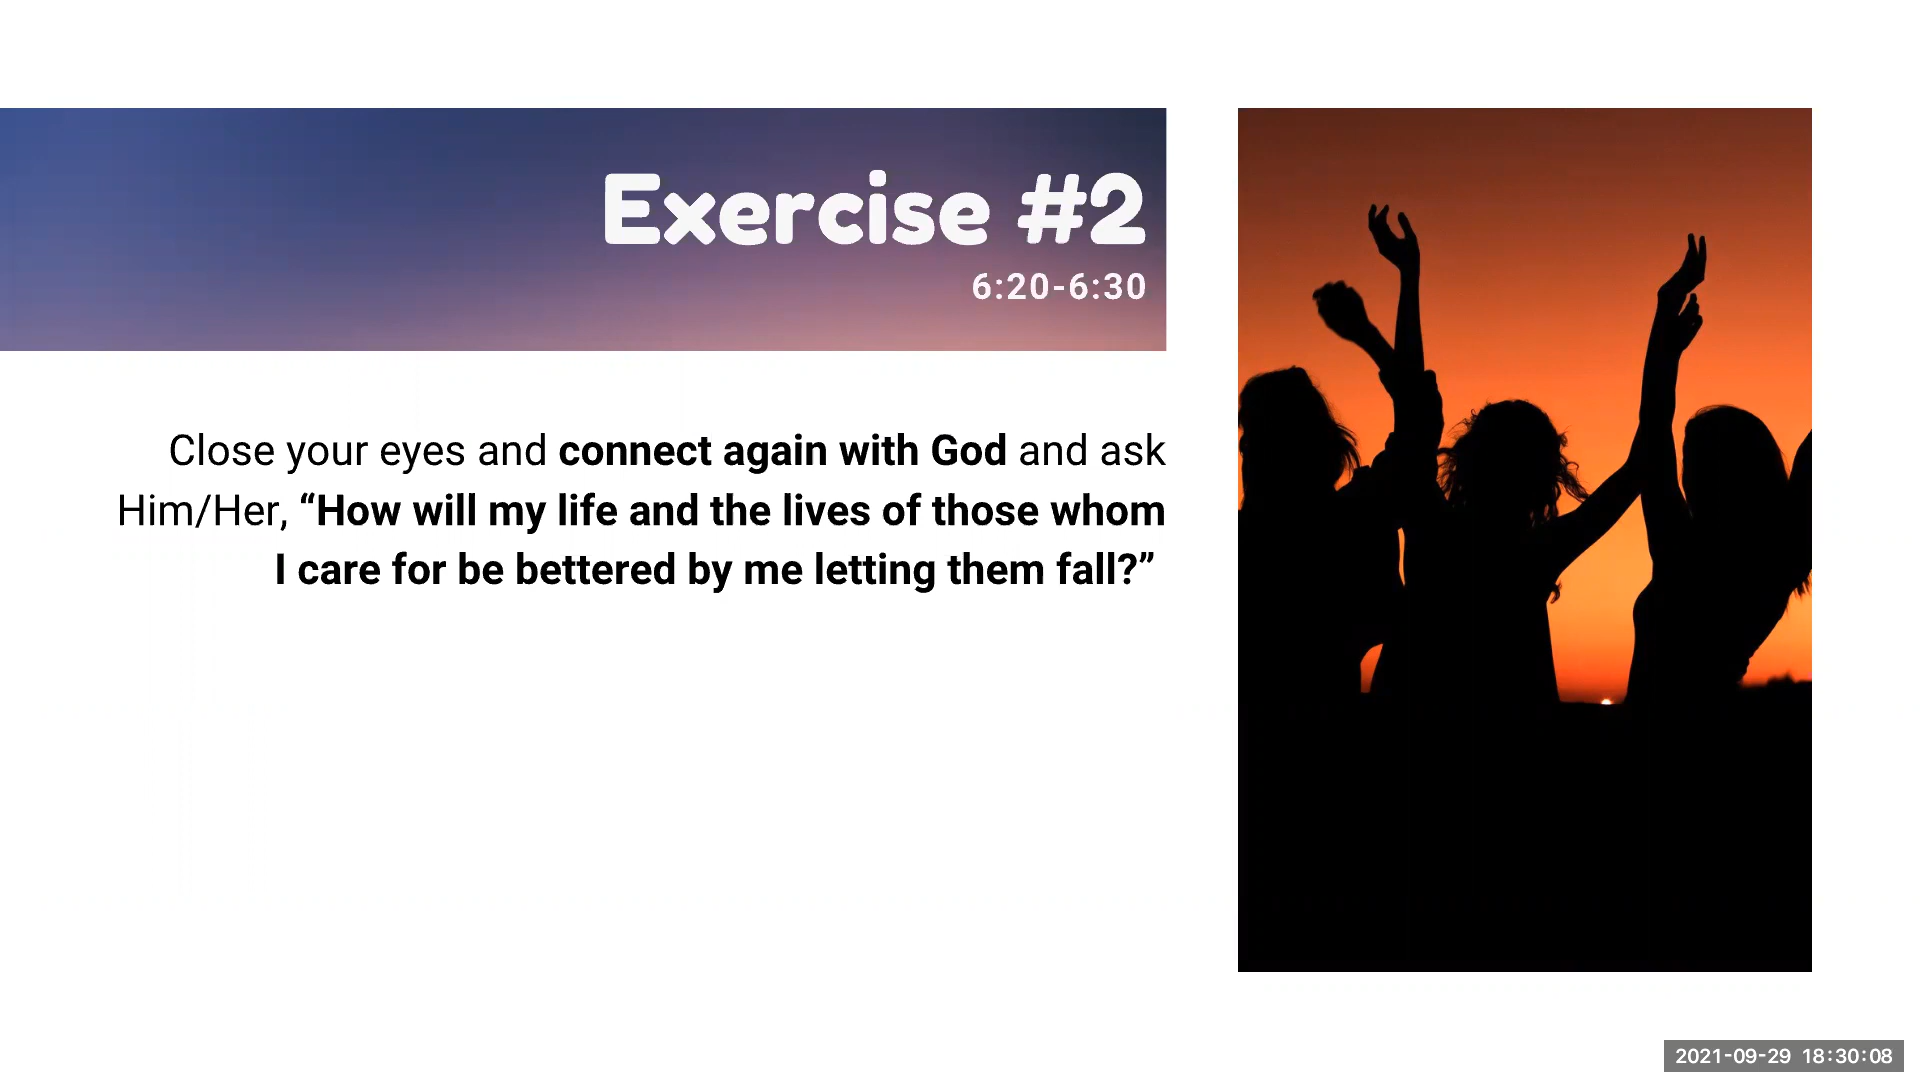 Exercise #2
6:20-6:30
Close your eyes and connect again with God and ask
Him/Her, “How will my life and the lives of those whom
I care for be bettered by me letting them fall?”
2021-09-29 18:30:08